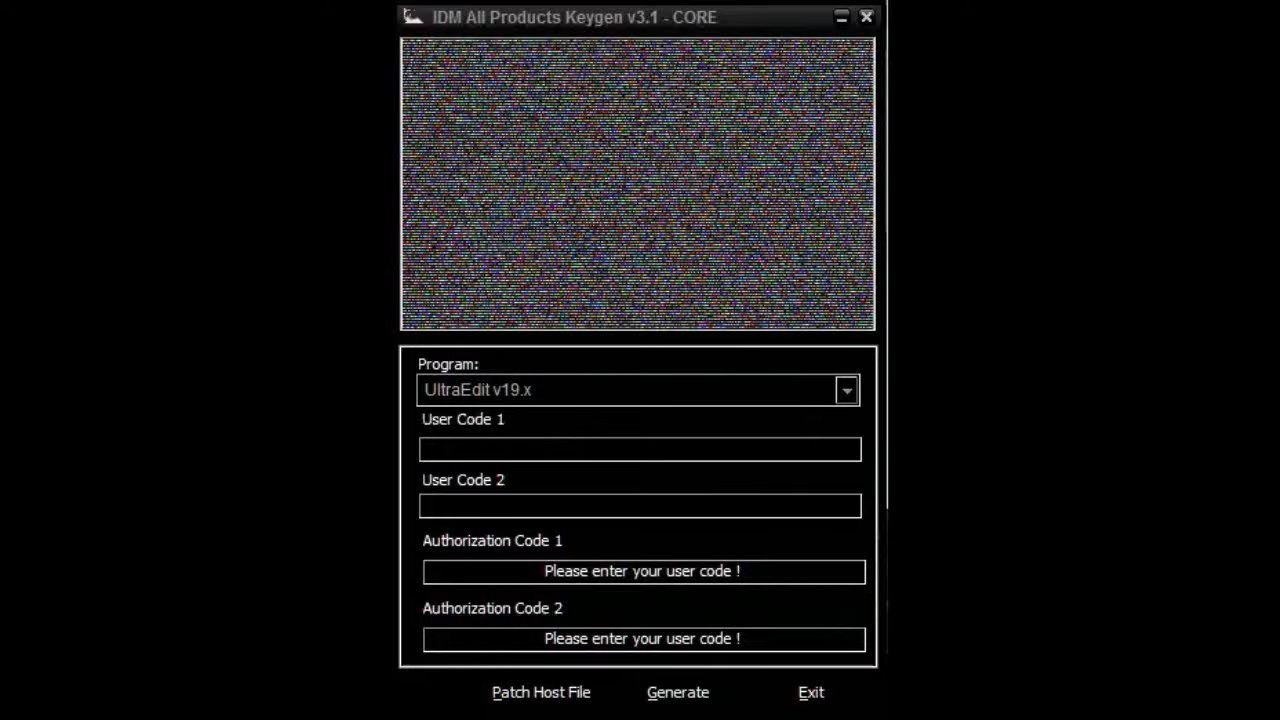 IDM All Products Keygen v3.1 - CORE
Program:
UltraEdit v19.x
User Code 1
User Code 2
Authorization Code 1
Please enter your user code !
Authorization Code 2
Please enter your user code !
Patch Host File Generate Exit